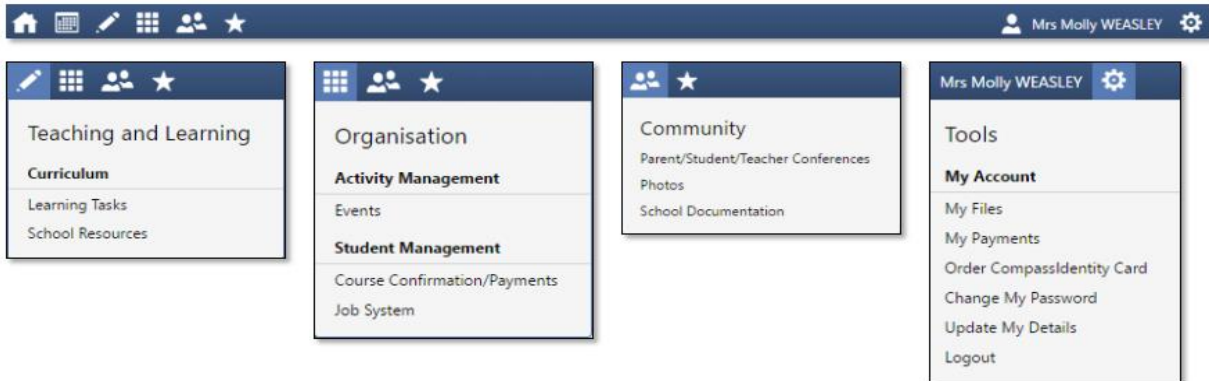 Mrs Molly WEASLEY
Teaching and Learning
Curriculum
Learning Tasks
School Resources
Organisation
Activity Management
Events
Student Management
Course Confirmation/Payments
Job System
Community
Parent/Student/Teacher Conferences
Photos
School Documentation
Mrs Molly WEASLEY
Tools
My Account
My Files
My Payments
Order CompassIdentity Card
Change My Password
Update My Details
Logout